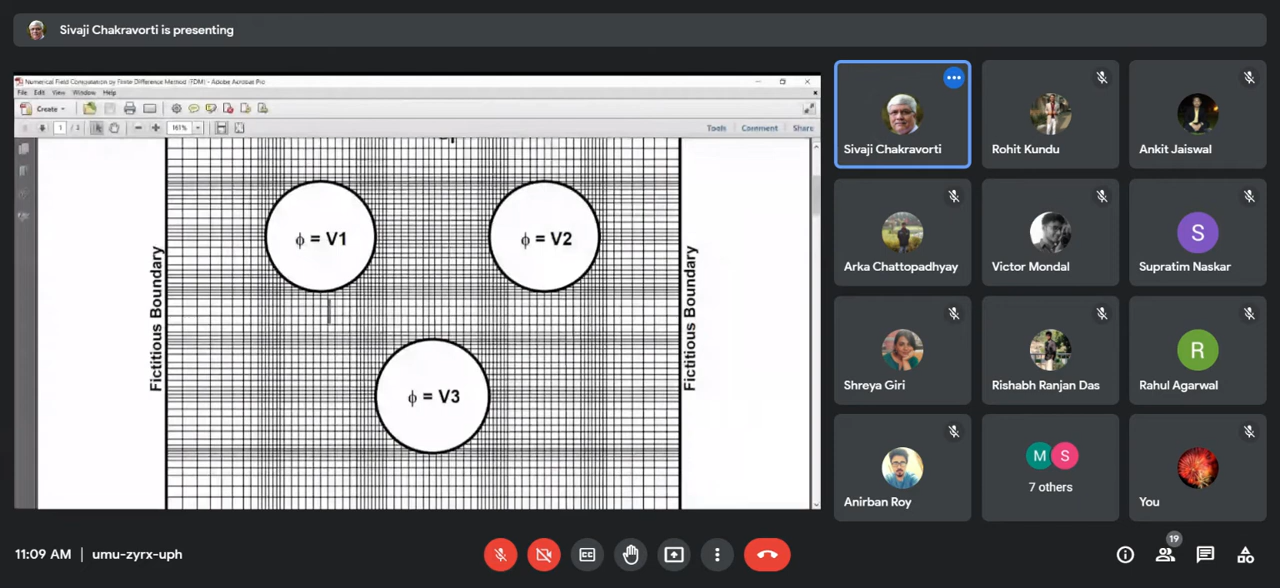 Sivaji Chakravorti is presenting
Numerical Field Computation by Finite Difference Method (FDM) - Adobe Acrobat Pro
File Edit View Window Help
Create
1 / 161%
Tools Comment Share
ϕ = V1
ϕ = V2
ϕ = V3
Fictitious Boundary
Fictitious Boundary
Sivaji Chakravorti
Rohit Kundu
Ankit Jaiswal
Arka Chattopadhyay
Victor Mondal
S
Supratim Naskar
Shreya Giri
Rishabh Ranjan Das
R
Rahul Agarwal
Anirban Roy
M S
7 others
You
11:09 AM | umu-zyrx-uph
CC
19